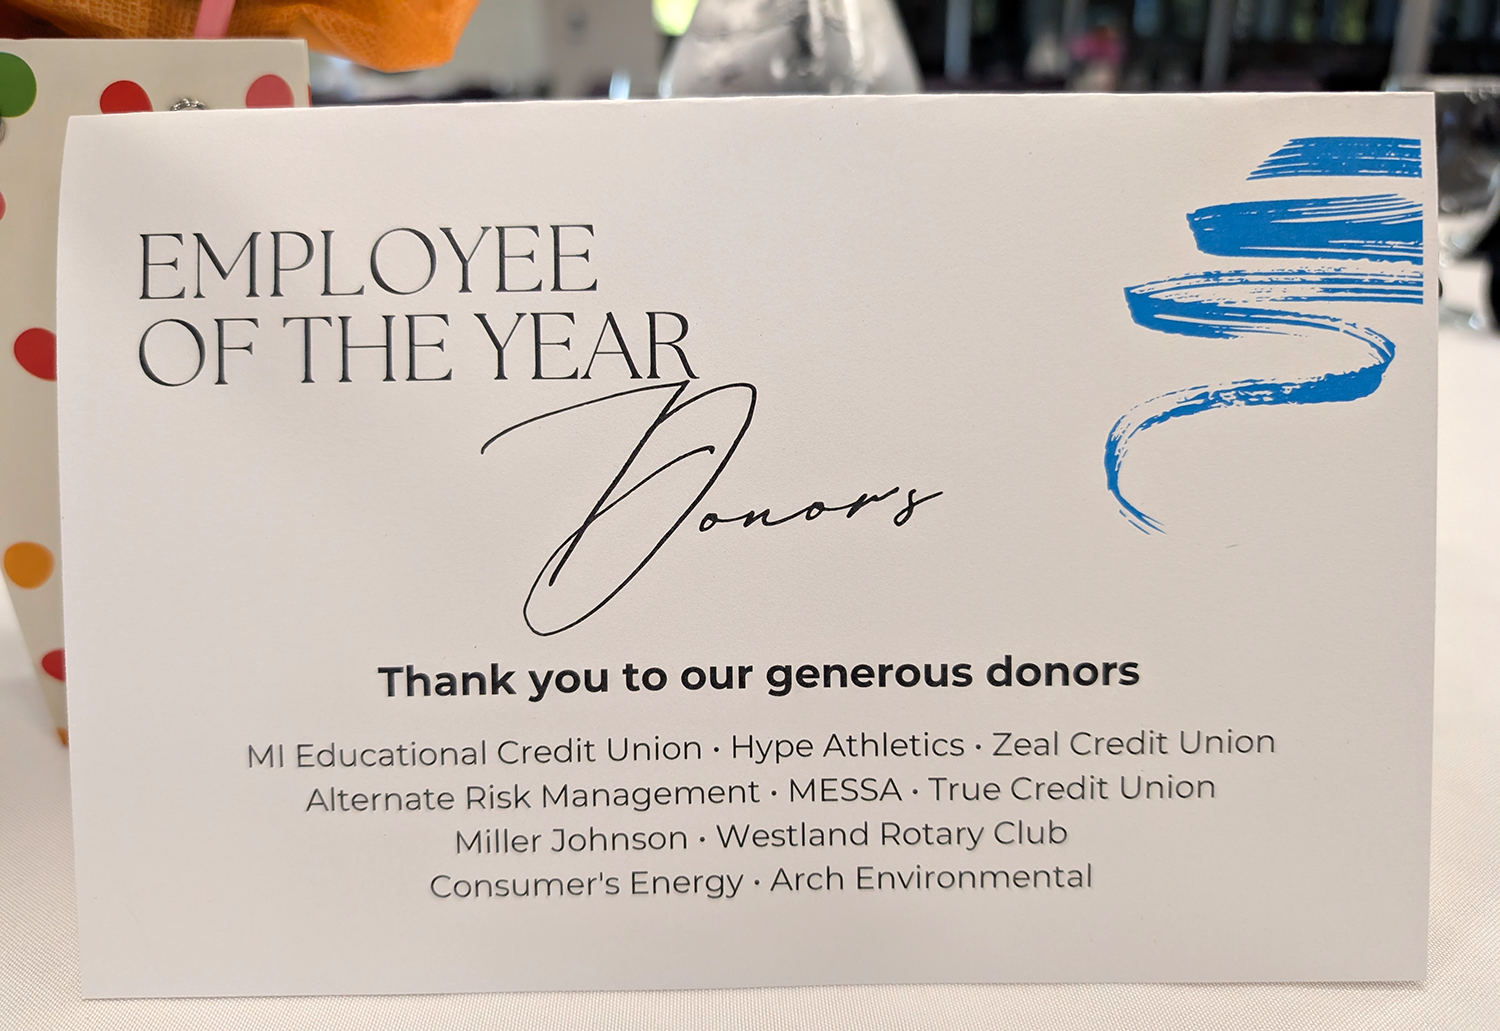 EMPLOYEE
OF THE YEAR
Donors
Thank you to our generous donors
MI Educational Credit Union · Hype Athletics · Zeal Credit Union
Alternate Risk Management · MESSA · True Credit Union
Miller Johnson · Westland Rotary Club
Consumer's Energy · Arch Environmental